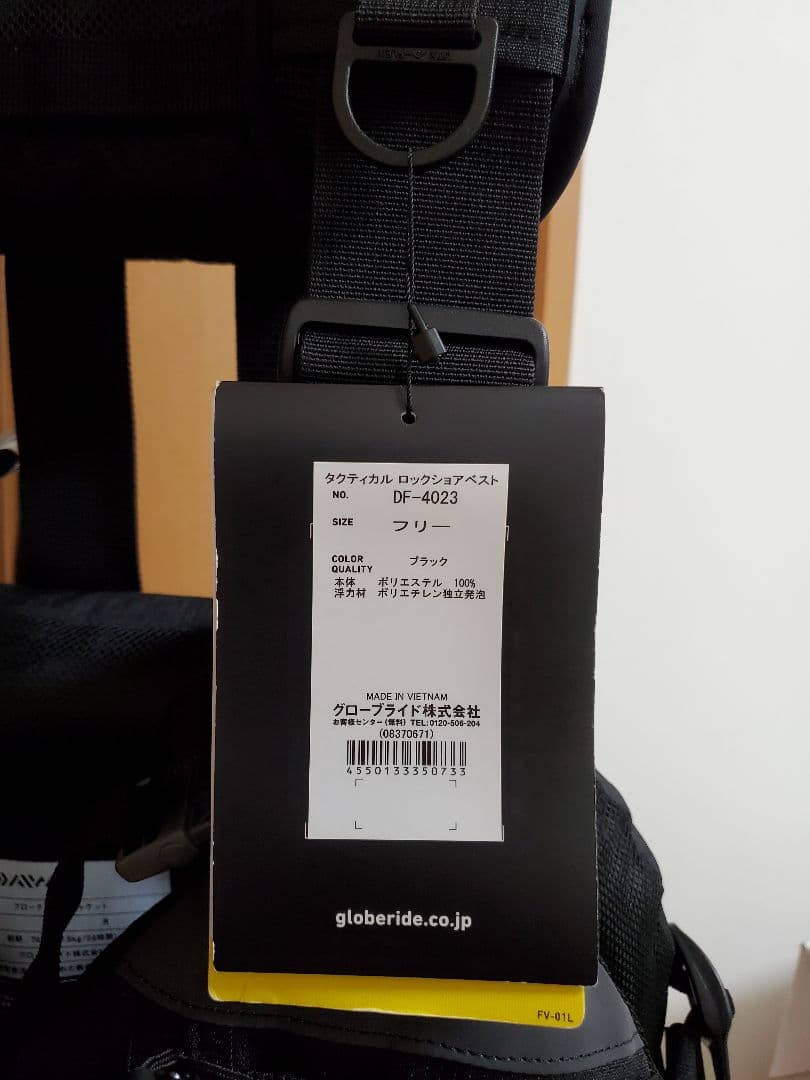 タクティカル ロックショアベスト
NO. DF-4023
SIZE フリー
COLOR ブラック
QUALITY
本体 ポリエステル 100%
浮力材 ポリエチレン独立発泡
MADE IN VIETNAM
グローブライド株式会社
お客様センター(無料) TEL:0120-506-204
(08370671)
4550133350733
globeride.co.jp
FV-01L